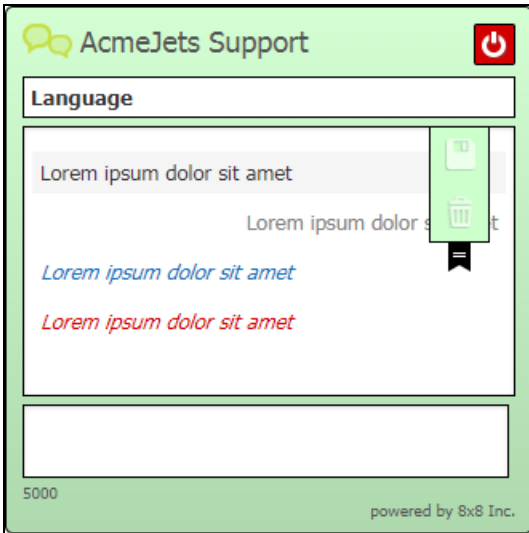 AcmeJets Support
Language
Lorem ipsum dolor sit amet
Lorem ipsum dolor s t
Lorem ipsum dolor sit amet
Lorem ipsum dolor sit amet
5000
powered by 8x8 Inc.